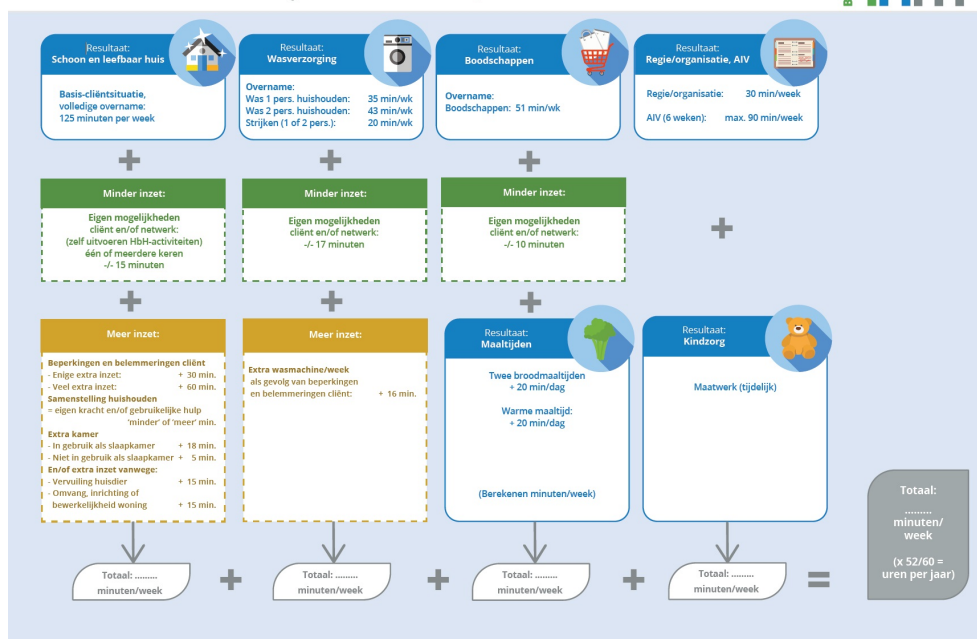 Resultaat:
Schoon en leefbaar huis
Basis-cliëntsituatie,
volledige overname:
125 minuten per week
Resultaat:
Wasverzorging
Overname:
Was 1 pers. huishouden: 35 min/wk
Was 2 pers. huishouden: 43 min/wk
Strijken (1 of 2 pers.): 20 min/wk
Resultaat:
Boodschappen
Overname:
Boodschappen: 51 min/wk
Resultaat:
Regie/organisatie, AIV
Regie/organisatie: 30 min/week
AIV (6 weken): max. 90 min/week
Minder inzet:
Eigen mogelijkheden
cliënt en/of netwerk:
(zelf uitvoeren HbH-activiteiten)
één of meerdere keren
-/- 15 minuten
Minder inzet:
Eigen mogelijkheden
cliënt en/of netwerk:
-/- 17 minuten
Minder inzet:
Eigen mogelijkheden
cliënt en/of netwerk:
-/- 10 minuten
Meer inzet:
Beperkingen en belemmeringen cliënt
- Enige extra inzet: + 30 min.
- Veel extra inzet: + 60 min.
Samenstelling huishouden
= eigen kracht en/of gebruikelijke hulp
'minder' of 'meer' min.
Extra kamer
- In gebruik als slaapkamer + 18 min.
- Niet in gebruik als slaapkamer + 5 min.
En/of extra inzet vanwege:
- Vervuiling huisdier + 15 min.
- Omvang, inrichting of
bewerkelijkheid woning + 15 min.
Meer inzet:
Extra wasmachine/week
als gevolg van beperkingen
en belemmeringen cliënt: + 16 min.
Resultaat:
Maaltijden
Twee broodmaaltijden
+ 20 min/dag
Warme maaltijd:
+ 20 min/dag
(Berekenen minuten/week)
Resultaat:
Kindzorg
Maatwerk (tijdelijk)
Totaal: .........
minuten/week
+
Totaal: .........
minuten/week
+
Totaal: .........
minuten/week
+
Totaal: .........
minuten/week
=
Totaal:
.........
minuten/
week
(x 52/60 =
uren per jaar)